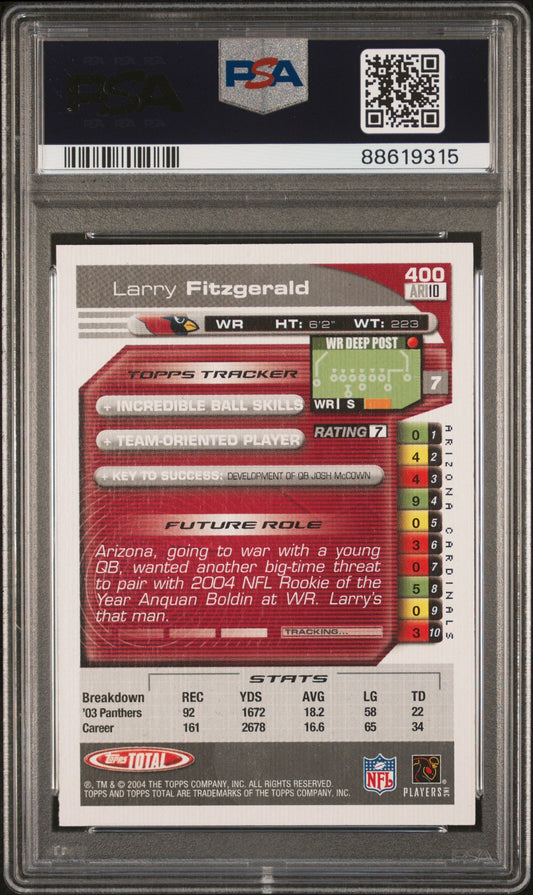 PSA
PSA
88619315
Larry Fitzgerald
400
ARI 10
WR HT: 6'2" WT: 223
WR DEEP POST
WR S
7
TOPPS TRACKER
+ INCREDIBLE BALL SKILLS
+ TEAM-ORIENTED PLAYER
RATING 7
+ KEY TO SUCCESS: DEVELOPMENT OF QB JOSH McCOWN
FUTURE ROLE
Arizona, going to war with a young
QB, wanted another big-time threat
to pair with 2004 NFL Rookie of the
Year Anquan Boldin at WR. Larry's
that man.
TRACKING...
0 1
4 2
4 3
9 4
0 5
3 6
0 7
5 8
0 9
3 10
ARIZONA CARDINALS
STATS
Breakdown REC YDS AVG LG TD
'03 Panthers 92 1672 18.2 58 22
Career 161 2678 16.6 65 34
Topps TOTAL
®, TM & © 2004 THE TOPPS COMPANY, INC. ALL RIGHTS RESERVED.
TOPPS AND TOPPS TOTAL ARE TRADEMARKS OF THE TOPPS COMPANY, INC.
NFL
PLAYERS INC
PSA